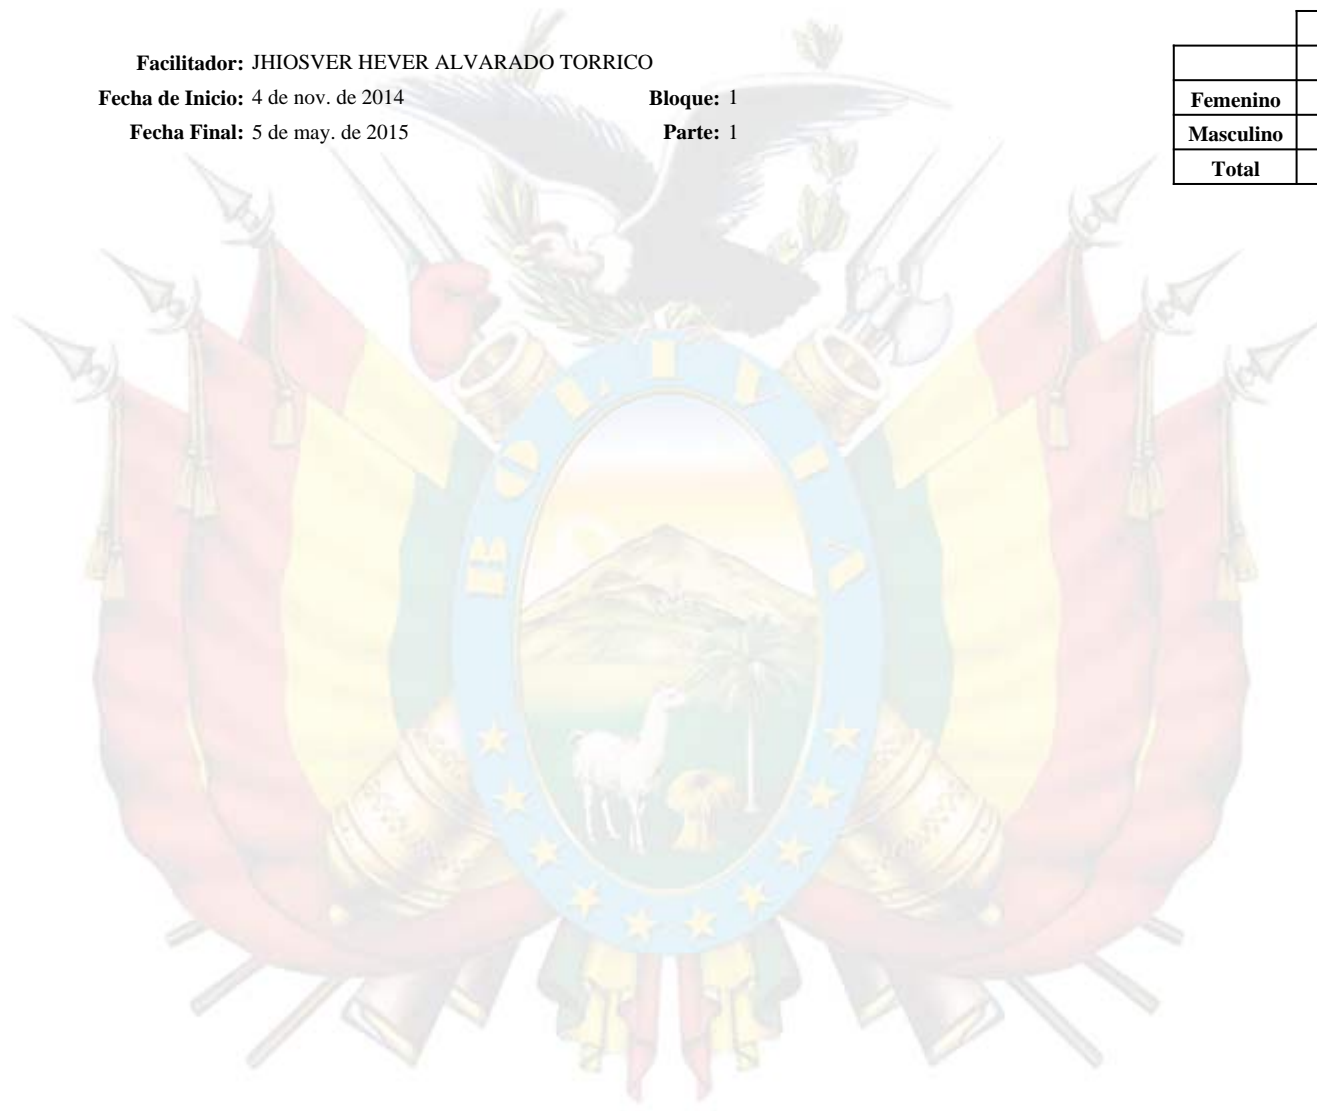 Facilitador: JHIOSVER HEVER ALVARADO TORRICO
Fecha de Inicio: 4 de nov. de 2014 Bloque: 1
Fecha Final: 5 de may. de 2015 Parte: 1
Femenino
Masculino
Total
BOLIVIA